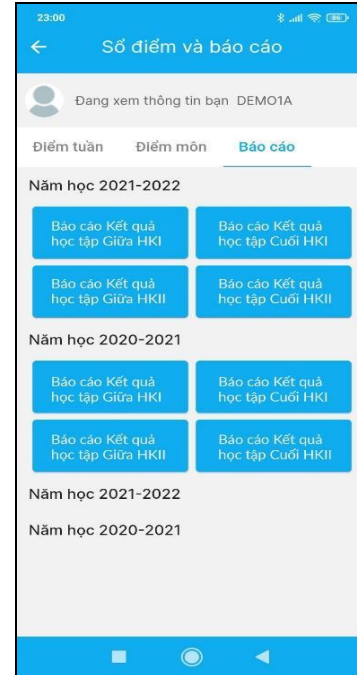 23:00
Sổ điểm và báo cáo
Đang xem thông tin bạn DEMO1A
Điểm tuần Điểm môn Báo cáo
Năm học 2021-2022
Báo cáo Kết quả
học tập Giữa HKI
Báo cáo Kết quả
học tập Cuối HKI
Báo cáo Kết quả
học tập Giữa HKII
Báo cáo Kết quả
học tập Cuối HKII
Năm học 2020-2021
Báo cáo Kết quả
học tập Giữa HKI
Báo cáo Kết quả
học tập Cuối HKI
Báo cáo Kết quả
học tập Giữa HKII
Báo cáo Kết quả
học tập Cuối HKII
Năm học 2021-2022
Năm học 2020-2021